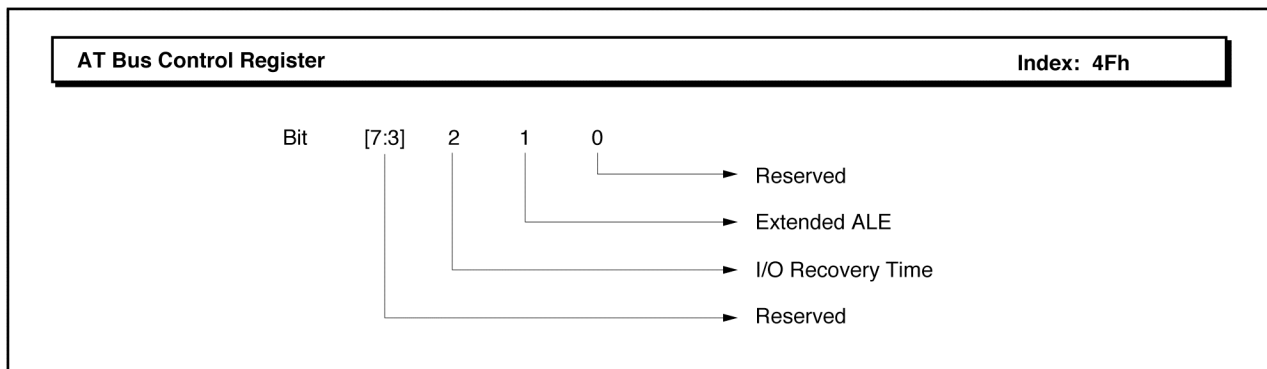 AT Bus Control Register Index: 4Fh
Bit [7:3] 2 1 0
Reserved
Extended ALE
I/O Recovery Time
Reserved